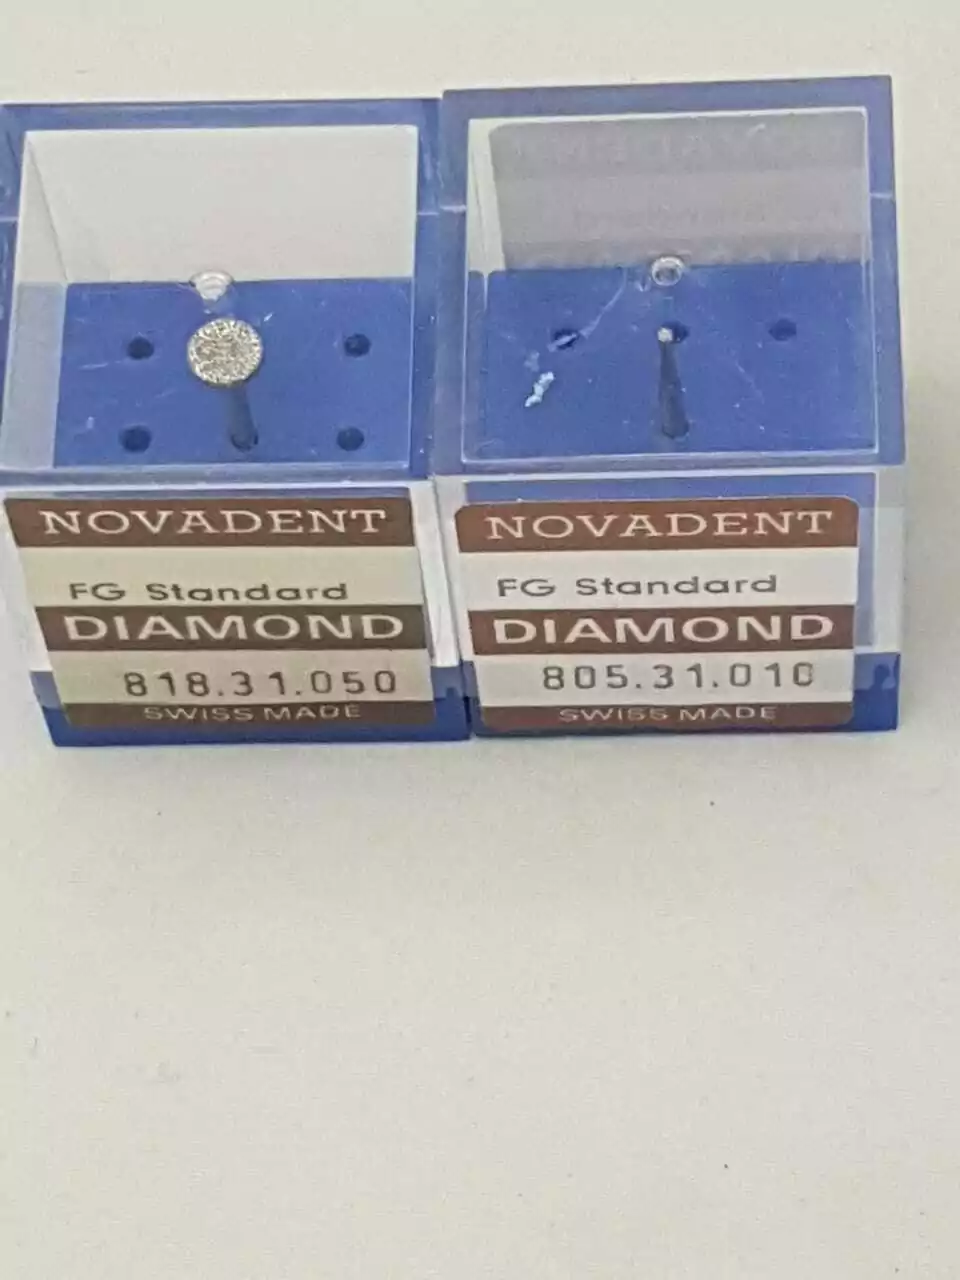 NOVADENT
FG Standard
DIAMOND
818.31.050
SWISS MADE
NOVADENT
FG Standard
DIAMOND
805.31.010
SWISS MADE